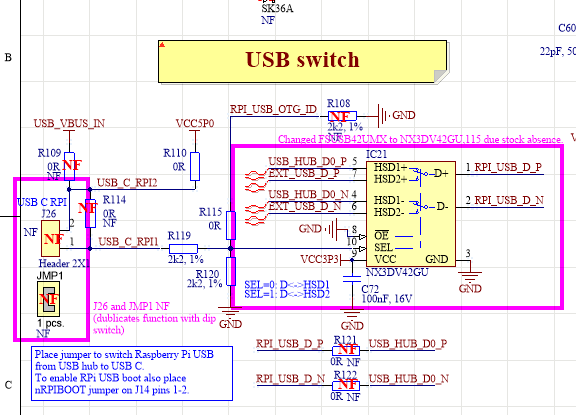 SK36A
NF
C60
22pF, 50
B
USB switch
R108
RPI_USB_OTG_ID
NF
GND
2k2, 1%
NF
USB_VBUS_IN
VCC5P0
Changed FSUSB42UMX to NX3DV42GU.115 due stock absence.
R109
0R
NF
NF
R110
0R
IC21
USB_HUB_D0_P
5
HSD1+
D+
1
RPI_USB_D_P
EXT_USB_D_P
7
HSD2+
USB_C_RPI2
USB_HUB_D0_N
4
HSD1-
D-
2
RPI_USB_D_N
EXT_USB_D_N
6
HSD2-
USB C RPI
J26
NF
NF
2
1
Header 2X1
R114
0R
NF
NF
R115
0R
GND
8
OE
10
SEL
USB_C_RPI1
R119
2k2, 1%
VCC3P3
9
VCC
GND
3
NX3DV42GU
GND
R120
2k2, 1%
SEL=0: D<->HSD1
SEL=1: D<->HSD2
C72
100nF, 16V
JMP1
NF
1 pcs.
NF
J26 and JMP1 NF
(dublicates function with dip
switch)
GND
GND
Place jumper to switch Raspberry Pi USB
from USB hub to USB C.
To enable RPi USB boot also place
nRPIBOOT jumper on J14 pins 1-2.
R121
RPI_USB_D_P
NF
USB_HUB_D0_P
0R NF
R122
RPI_USB_D_N
NF
USB_HUB_D0_N
0R NF
C